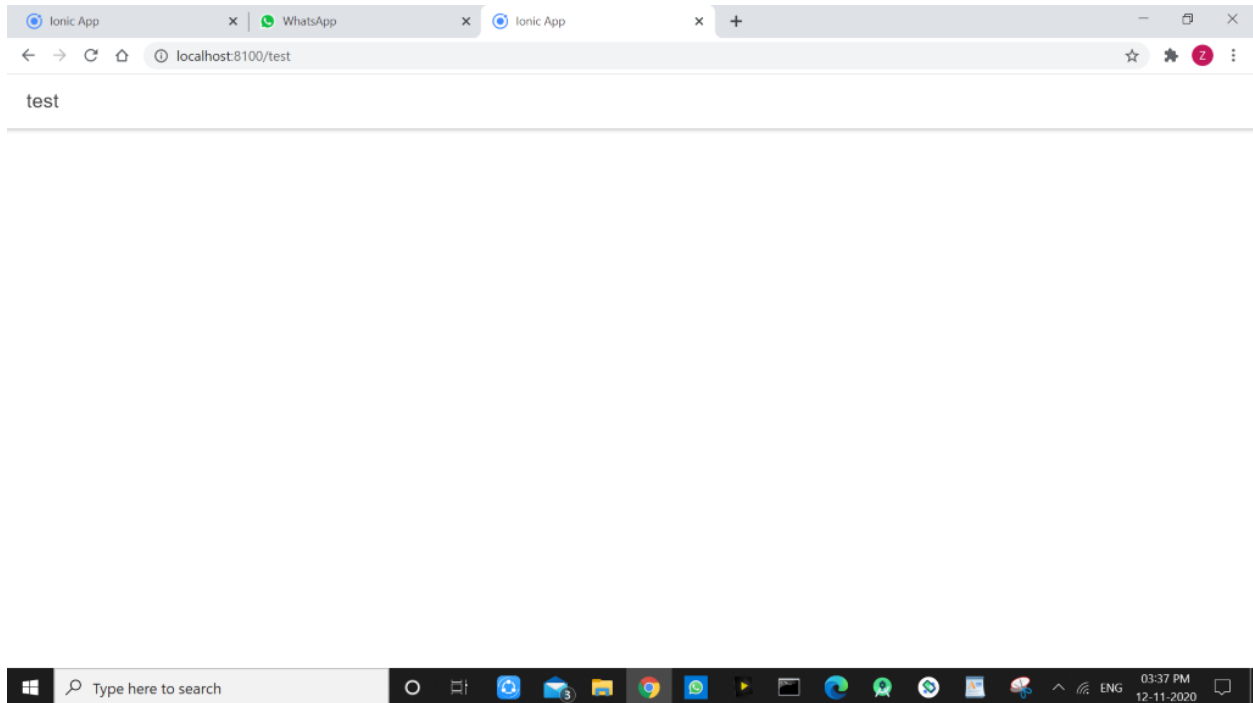 Ionic App
WhatsApp
Ionic App
localhost:8100/test
Z
test
Type here to search
3
ENG
03:37 PM
12-11-2020